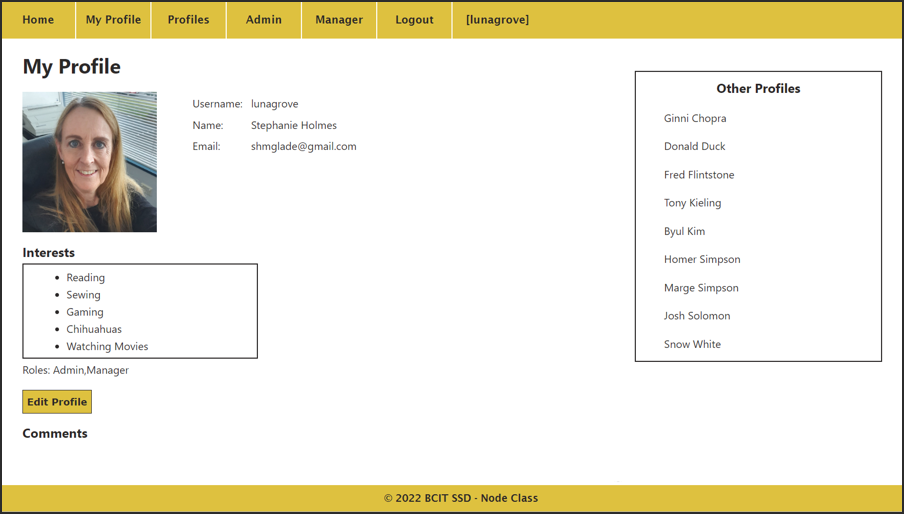 Home My Profile Profiles Admin Manager Logout [lunagrove]
My Profile
Username: lunagrove
Name: Stephanie Holmes
Email: shmglade@gmail.com
Interests
Reading
Sewing
Gaming
Chihuahuas
Watching Movies
Roles: Admin,Manager
Edit Profile
Comments
Other Profiles
Ginni Chopra
Donald Duck
Fred Flintstone
Tony Kieling
Byul Kim
Homer Simpson
Marge Simpson
Josh Solomon
Snow White
© 2022 BCIT SSD - Node Class